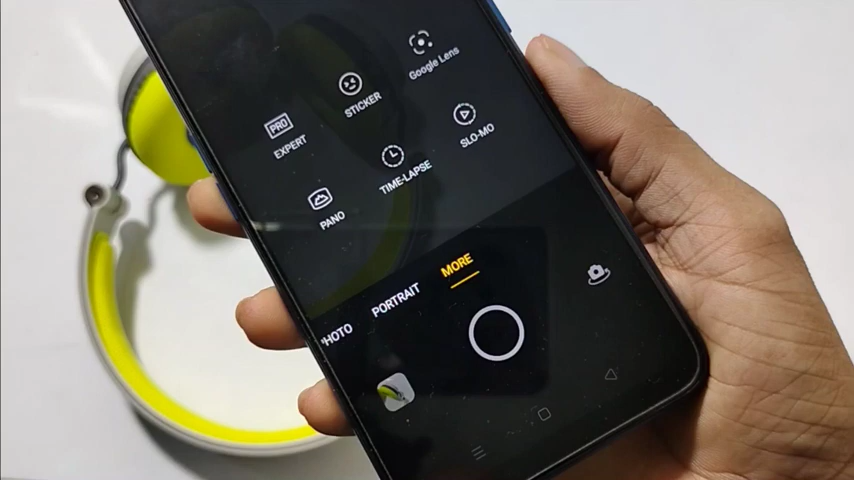 PRO
EXPERT
STICKER
Google Lens
PANO
TIME-LAPSE
SLO-MO
HOTO
PORTRAIT
MORE